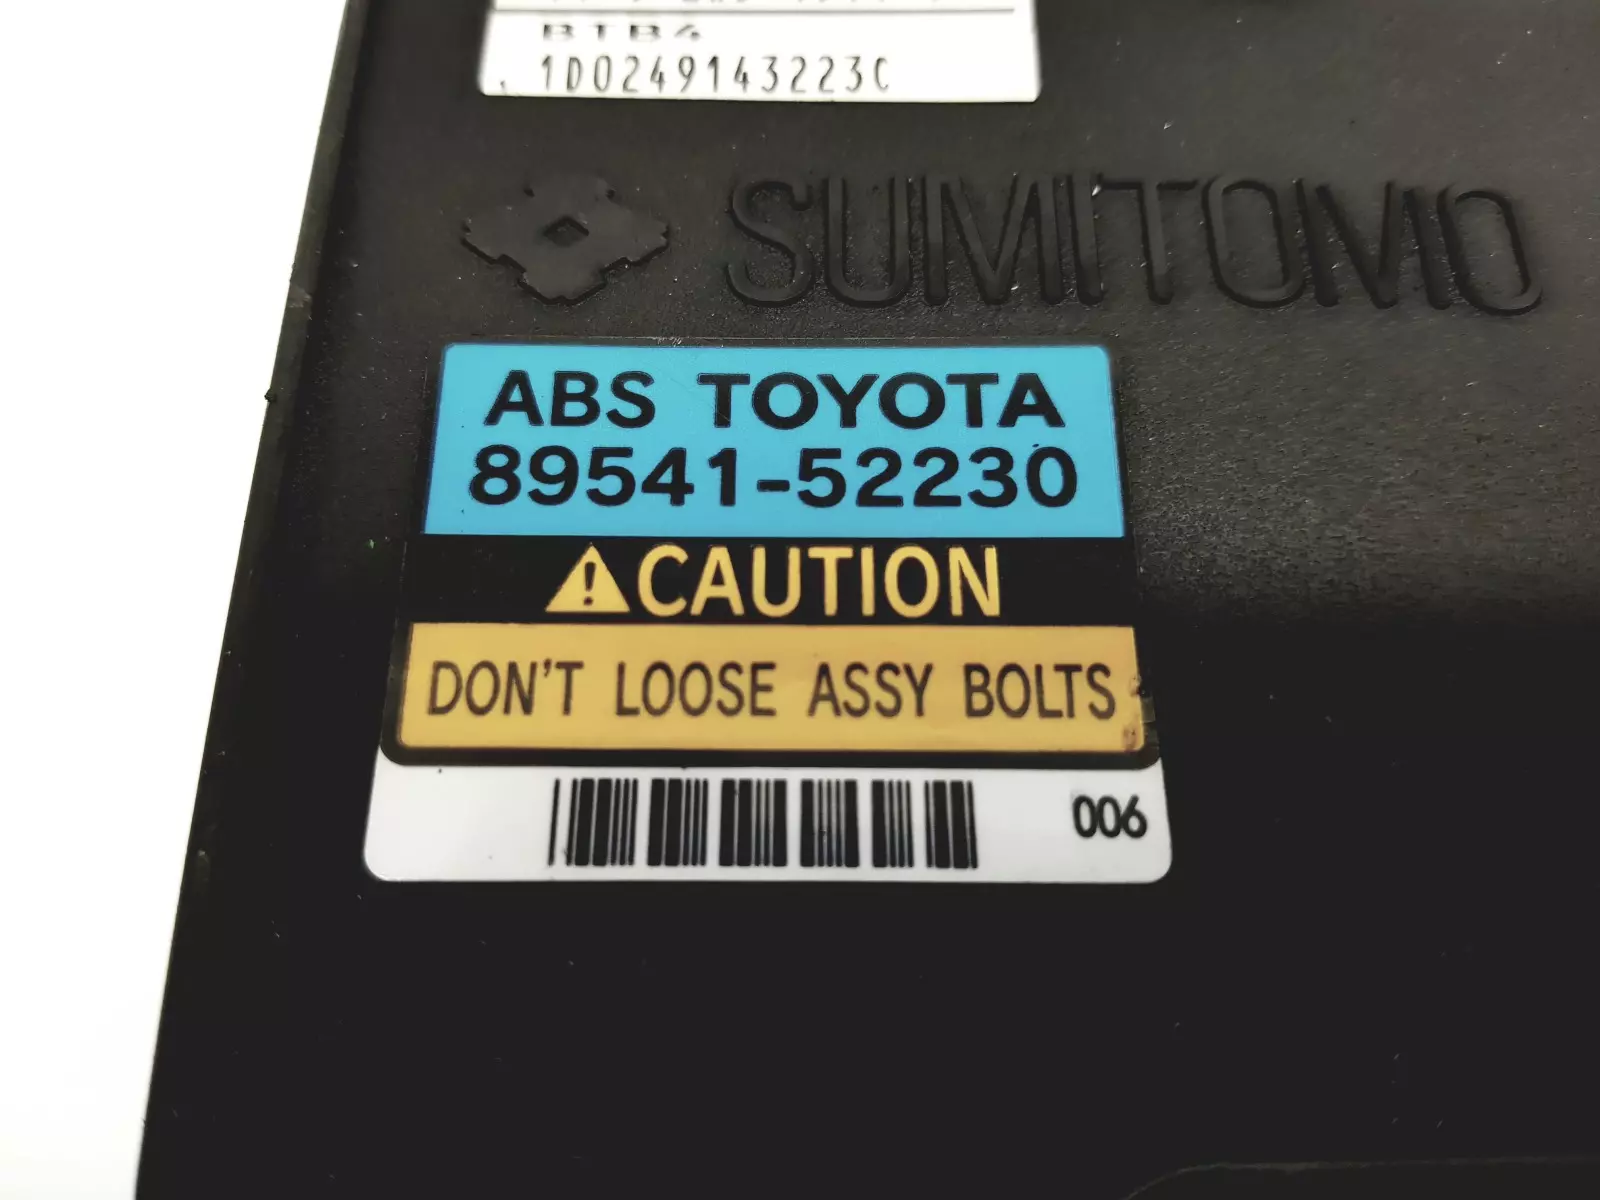 BTB4
1D0249143223C
SUMITOMO
ABS TOYOTA
89541-52230
CAUTION
DON'T LOOSE ASSY BOLTS
006